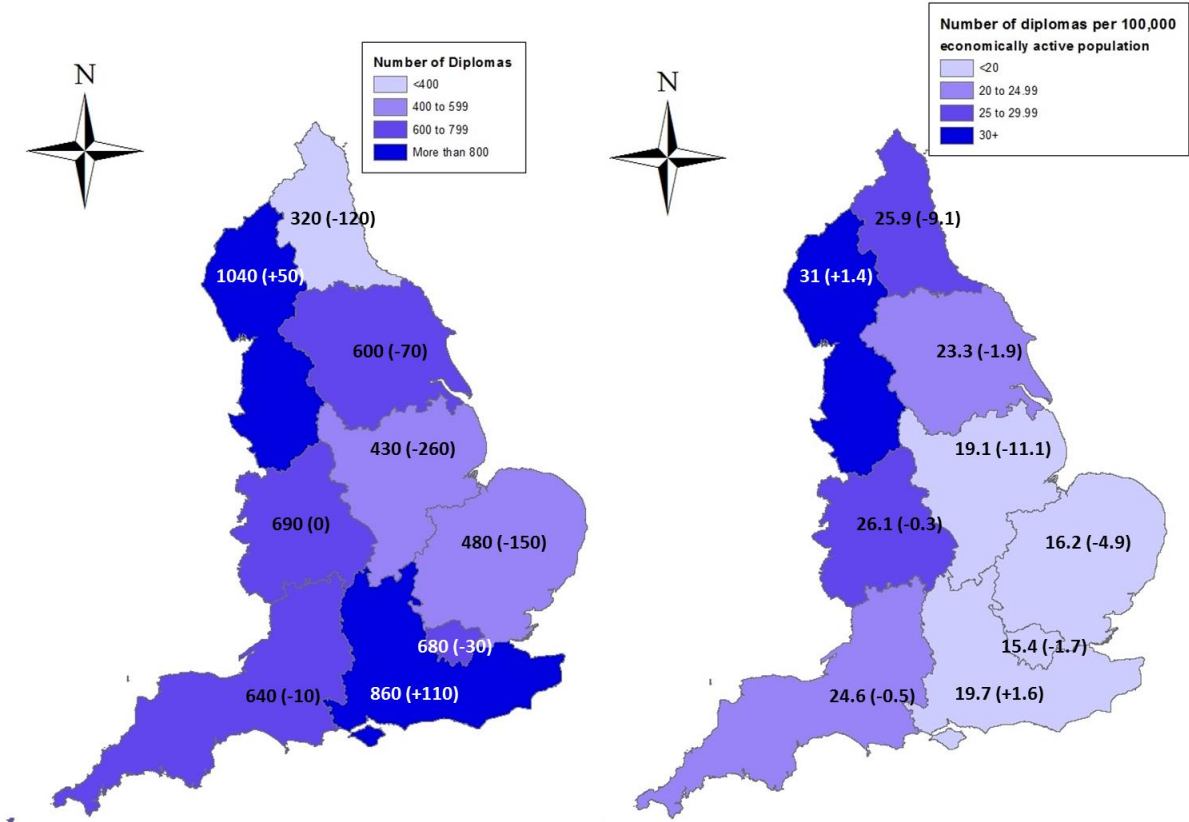 N
Number of Diplomas
<400
400 to 599
600 to 799
More than 800
320 (-120)
1040 (+50)
600 (-70)
430 (-260)
690 (0)
480 (-150)
680 (-30)
640 (-10)
860 (+110)
N
Number of diplomas per 100,000
economically active population
<20
20 to 24.99
25 to 29.99
30+
25.9 (-9.1)
31 (+1.4)
23.3 (-1.9)
19.1 (-11.1)
26.1 (-0.3)
16.2 (-4.9)
15.4 (-1.7)
24.6 (-0.5)
19.7 (+1.6)